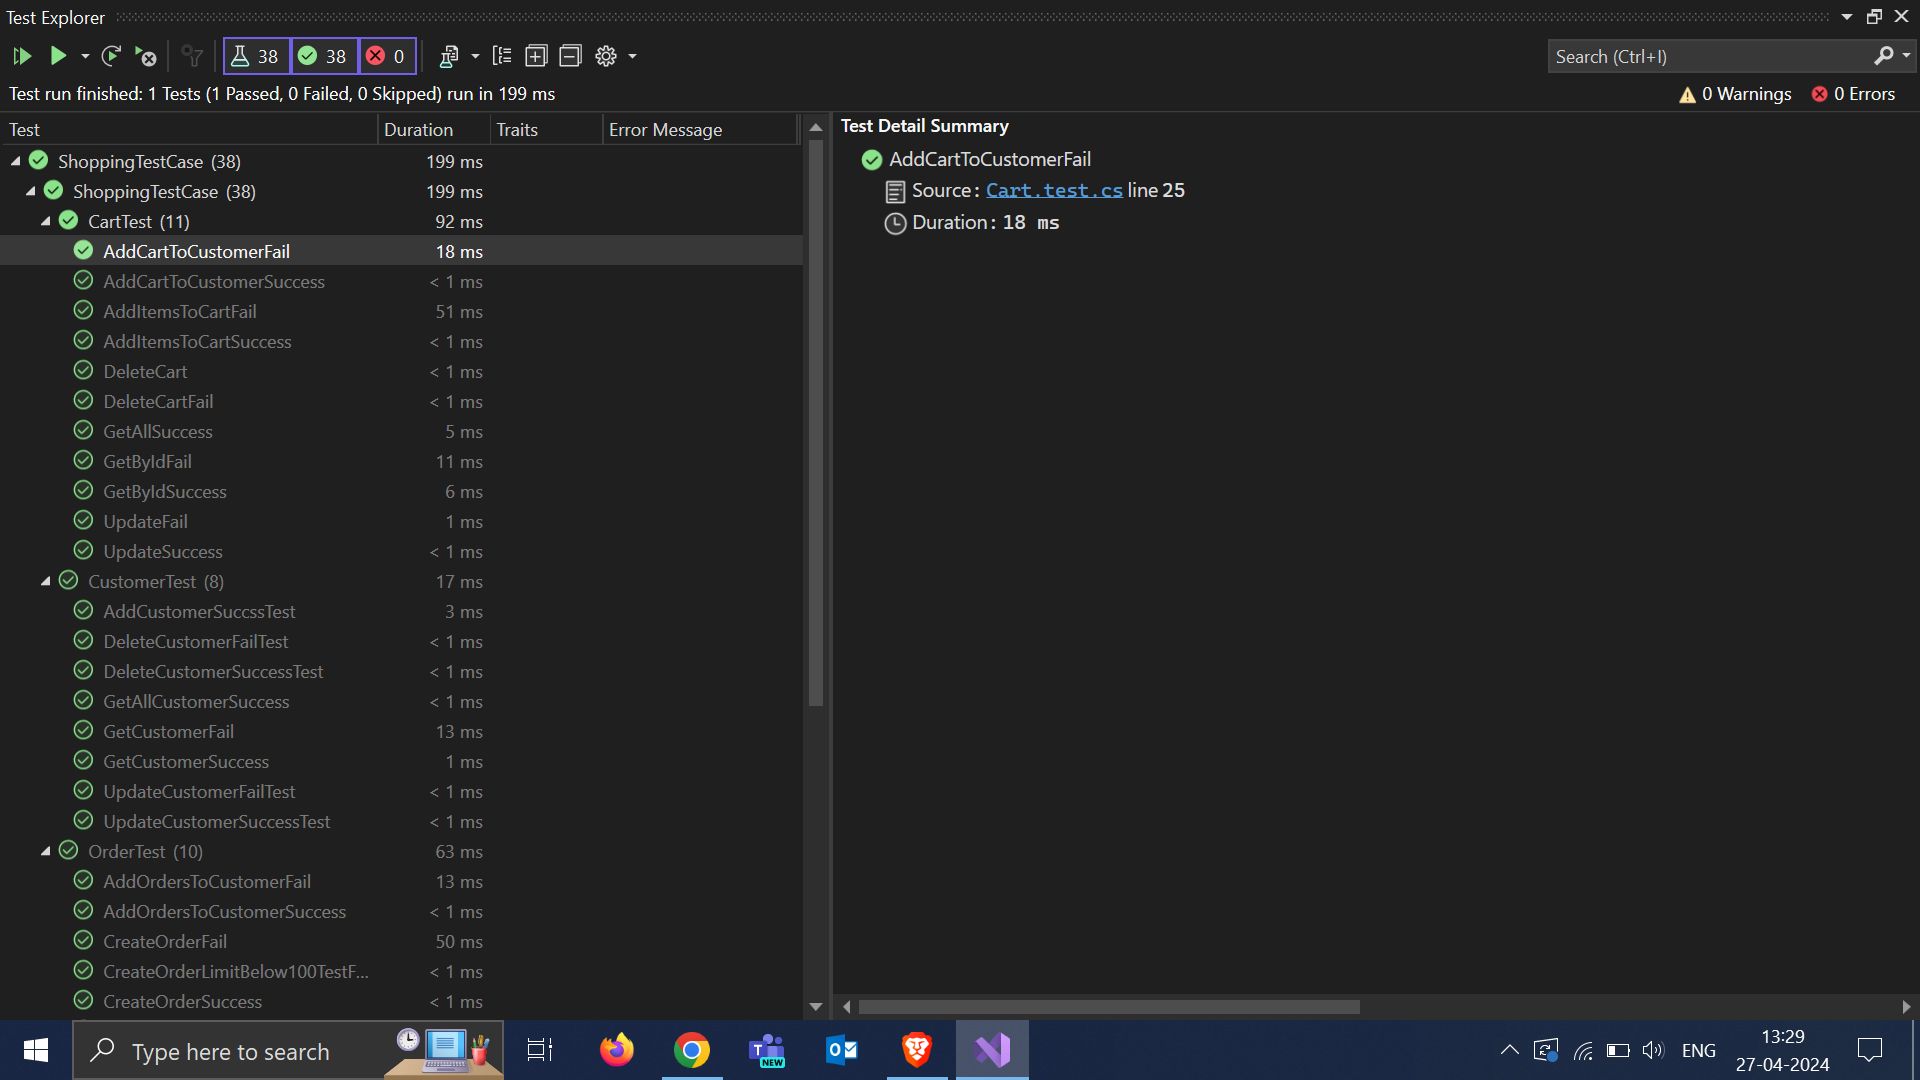 Test Explorer
38 38 0
Search (Ctrl+I)
Test run finished: 1 Tests (1 Passed, 0 Failed, 0 Skipped) run in 199 ms
0 Warnings 0 Errors
Test Duration Traits Error Message
ShoppingTestCase (38) 199 ms
ShoppingTestCase (38) 199 ms
CartTest (11) 92 ms
AddCartToCustomerFail 18 ms
AddCartToCustomerSuccess < 1 ms
AddItemsToCartFail 51 ms
AddItemsToCartSuccess < 1 ms
DeleteCart < 1 ms
DeleteCartFail < 1 ms
GetAllSuccess 5 ms
GetByIdFail 11 ms
GetByIdSuccess 6 ms
UpdateFail 1 ms
UpdateSuccess < 1 ms
CustomerTest (8) 17 ms
AddCustomerSuccssTest 3 ms
DeleteCustomerFailTest < 1 ms
DeleteCustomerSuccessTest < 1 ms
GetAllCustomerSuccess < 1 ms
GetCustomerFail 13 ms
GetCustomerSuccess 1 ms
UpdateCustomerFailTest < 1 ms
UpdateCustomerSuccessTest < 1 ms
OrderTest (10) 63 ms
AddOrdersToCustomerFail 13 ms
AddOrdersToCustomerSuccess < 1 ms
CreateOrderFail 50 ms
CreateOrderLimitBelow100TestF... < 1 ms
CreateOrderSuccess < 1 ms
Test Detail Summary
AddCartToCustomerFail
Source: Cart.test.cs line 25
Duration: 18 ms
Type here to search
T
NEW
O
ENG
13:29
27-04-2024